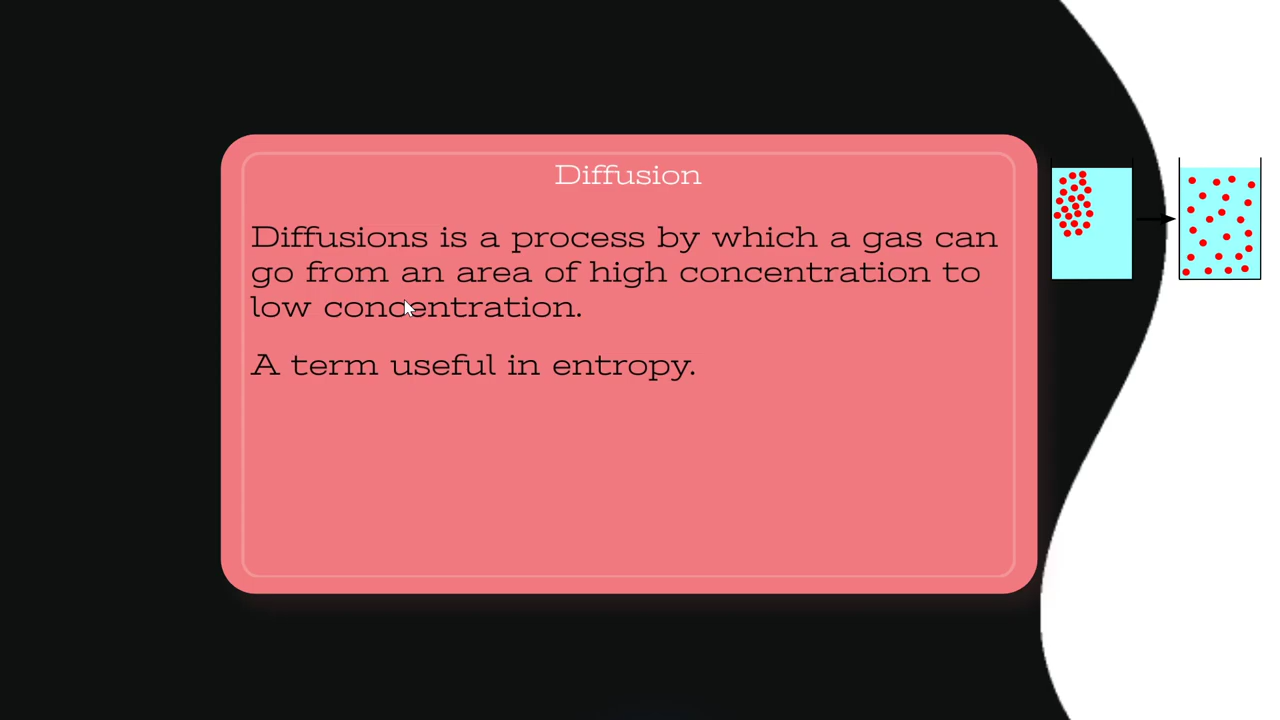 Diffusion
Diffusions is a process by which a gas can
go from an area of high concentration to
low concentration.
A term useful in entropy.